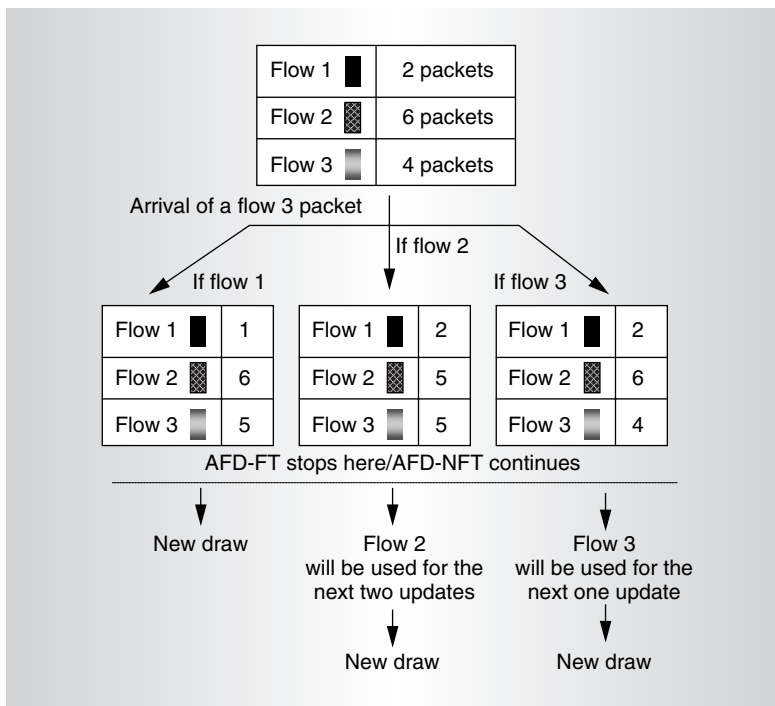 Flow 1 2 packets
Flow 2 6 packets
Flow 3 4 packets
Arrival of a flow 3 packet
If flow 1
If flow 2
If flow 3
Flow 1 1
Flow 2 6
Flow 3 5
Flow 1 2
Flow 2 5
Flow 3 5
Flow 1 2
Flow 2 6
Flow 3 4
AFD-FT stops here/AFD-NFT continues
New draw
Flow 2
will be used for the
next two updates
New draw
Flow 3
will be used for the
next one update
New draw